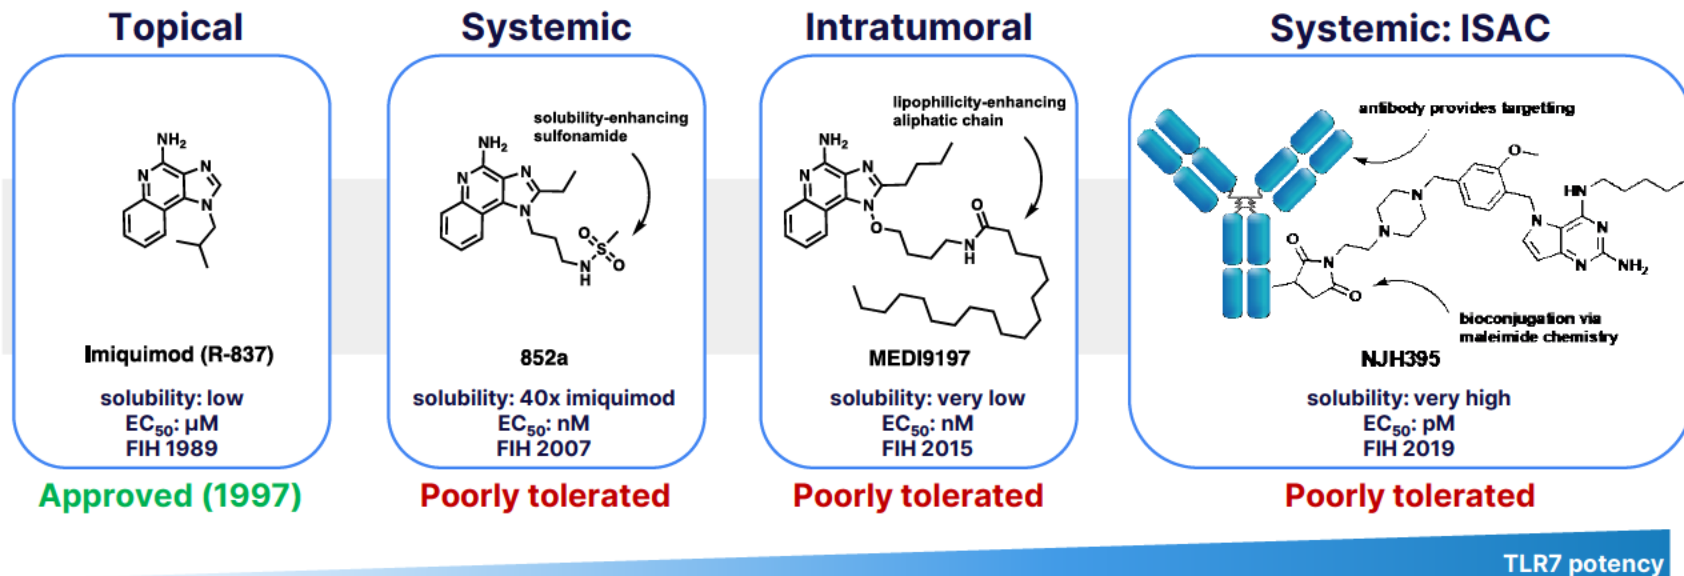 Topical
NH₂
N
N
N
Imiquimod (R-837)
solubility: low
EC₅₀: µM
FIH 1989
Approved (1997)
Systemic
solubility-enhancing
sulfonamide
NH₂
N
N
N
O
S
O
N
H
852a
solubility: 40x imiquimod
EC₅₀: nM
FIH 2007
Poorly tolerated
Intratumoral
lipophilicity-enhancing
aliphatic chain
NH₂
N
N
N
O
O
N
H
MEDI9197
solubility: very low
EC₅₀: nM
FIH 2015
Poorly tolerated
Systemic: ISAC
antibody provides targetting
O
HN
N
N
N
N
N
NH₂
O
N
O
bioconjugation via
maleimide chemistry
NJH395
solubility: very high
EC₅₀: pM
FIH 2019
Poorly tolerated
TLR7 potency